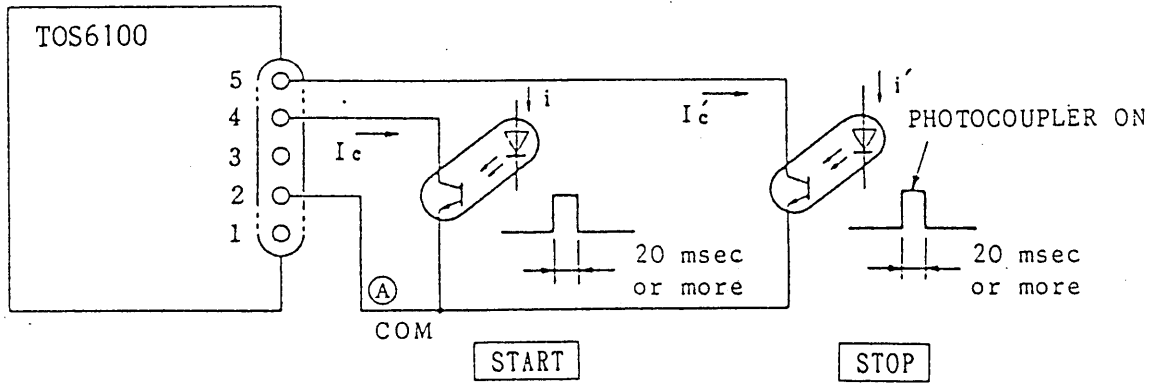 TOS6100
5
4
3
2
1
Ic
i
Ic′
i′
PHOTOCOUPLER ON
20 msec
or more
20 msec
or more
A
COM
START
STOP